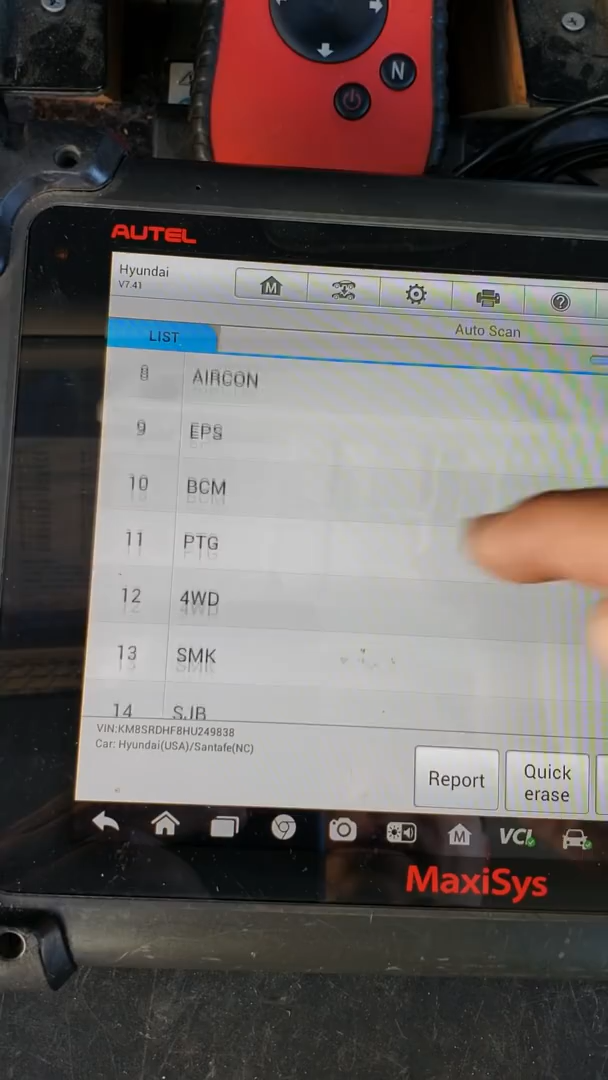 N
AUTEL
Hyundai
V7.41
M
?
LIST
Auto Scan
8 AIRCON
9 EPS
10 BCM
11 PTG
12 4WD
13 SMK
14 SJB
VIN:KM8SRDHF8HU249838
Car: Hyundai(USA)/Santafe(NC)
Report
Quick
erase
M
VCI
MaxiSys